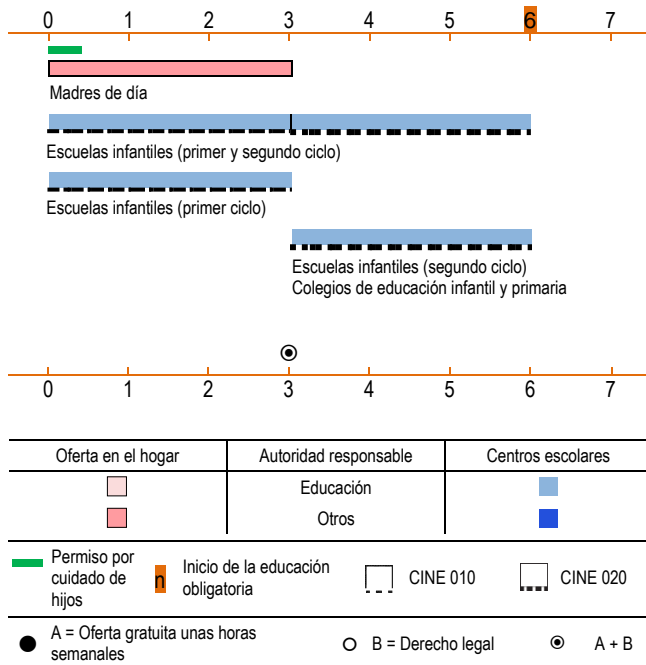 0 1 2 3 4 5 6 7
Madres de día
Escuelas infantiles (primer y segundo ciclo)
Escuelas infantiles (primer ciclo)
Escuelas infantiles (segundo ciclo)
Colegios de educación infantil y primaria
0 1 2 3 4 5 6 7
Oferta en el hogar Autoridad responsable Centros escolares
Educación
Otros
Permiso por
cuidado de
hijos
n Inicio de la educación
obligatoria
CINE 010
CINE 020
A = Oferta gratuita unas horas
semanales
B = Derecho legal
A + B